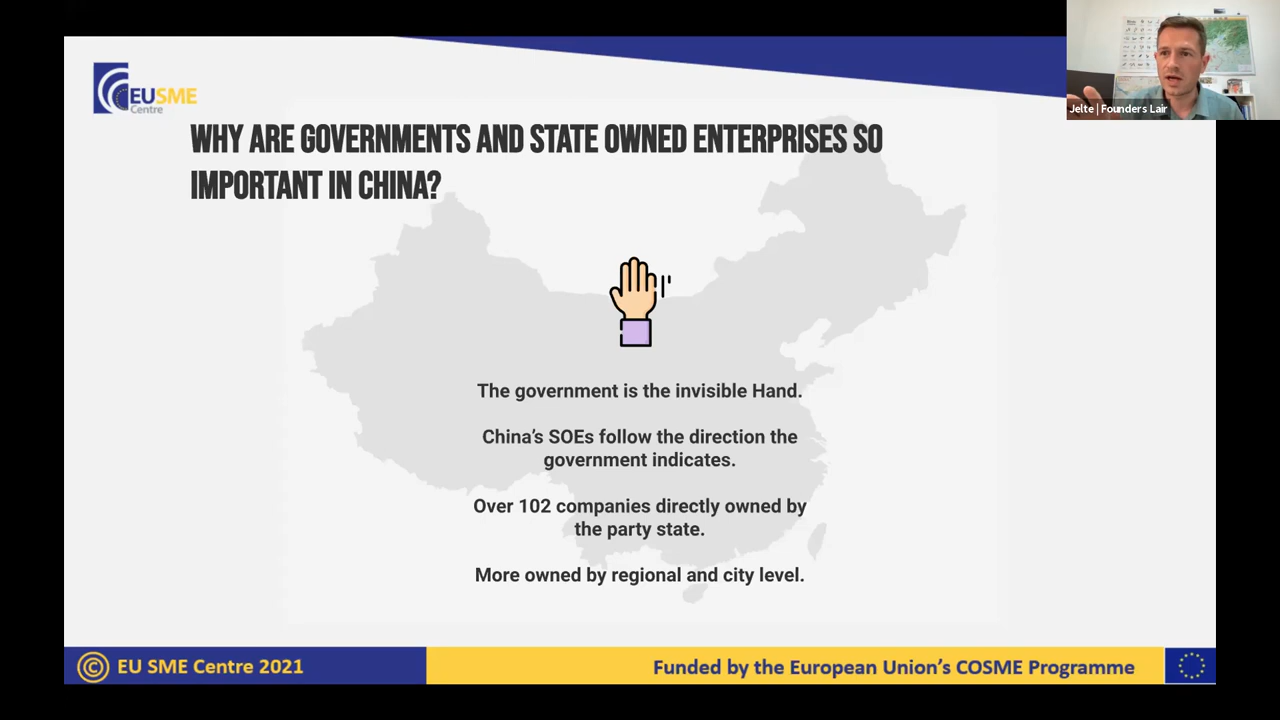 EUSME
Centre
Jelte | Founders Lair
WHY ARE GOVERNMENTS AND STATE OWNED ENTERPRISES SO
IMPORTANT IN CHINA?
The government is the invisible Hand.
China's SOEs follow the direction the
government indicates.
Over 102 companies directly owned by
the party state.
More owned by regional and city level.
© EU SME Centre 2021
Funded by the European Union's COSME Programme